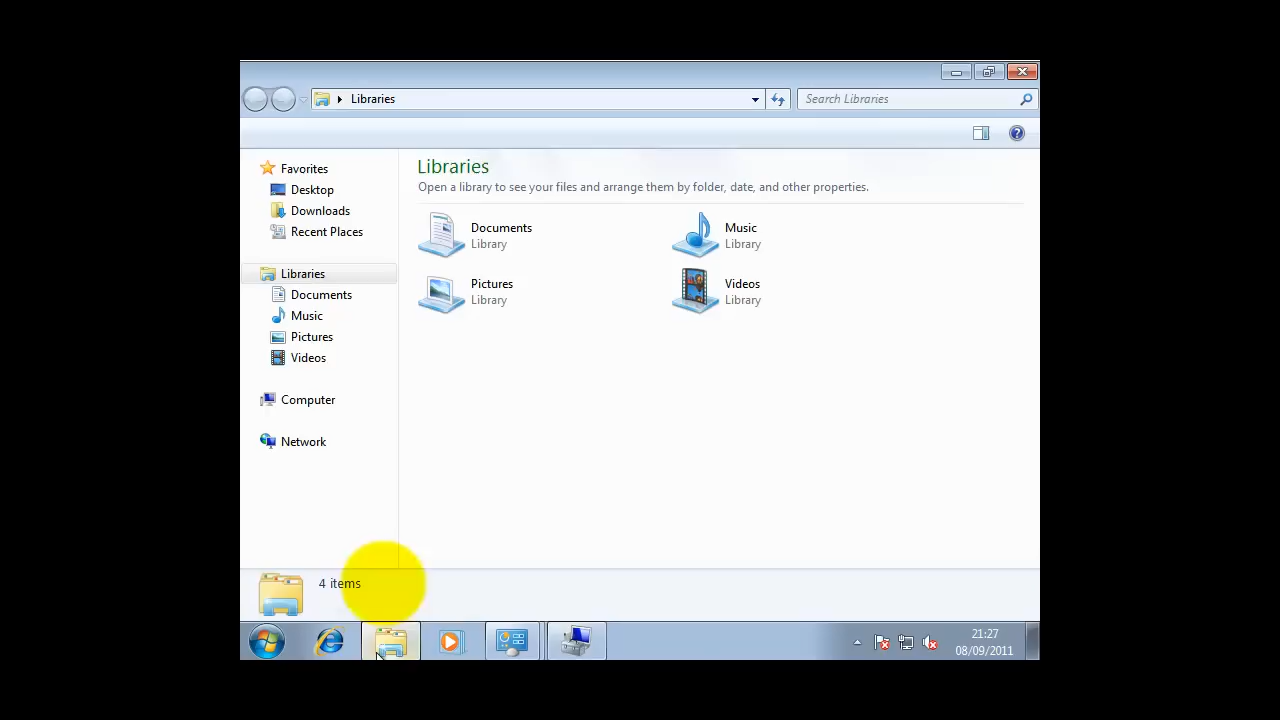 Libraries
Search Libraries
Favorites
Desktop
Downloads
Recent Places
Libraries
Documents
Music
Pictures
Videos
Computer
Network
Libraries
Open a library to see your files and arrange them by folder, date, and other properties.
Documents
Library
Music
Library
Pictures
Library
Videos
Library
4 items
21:27
08/09/2011